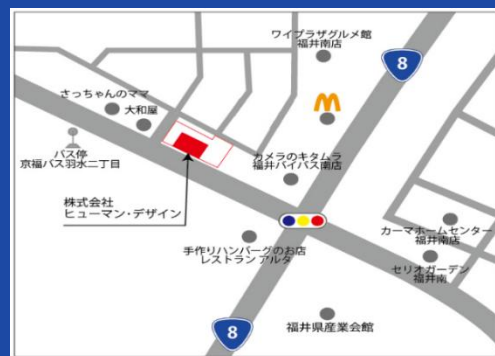 ワイプラザグルメ館
福井南店
8
さっちゃんのママ
大和屋
バス停
京福バス羽水二丁目
カメラのキタムラ
福井バイパス南店
株式会社
ヒューマン・デザイン
手作りハンバーグのお店
レストラン アルタ
カーマホームセンター
福井南店
セリオガーデン
福井南
8
福井県産業会館